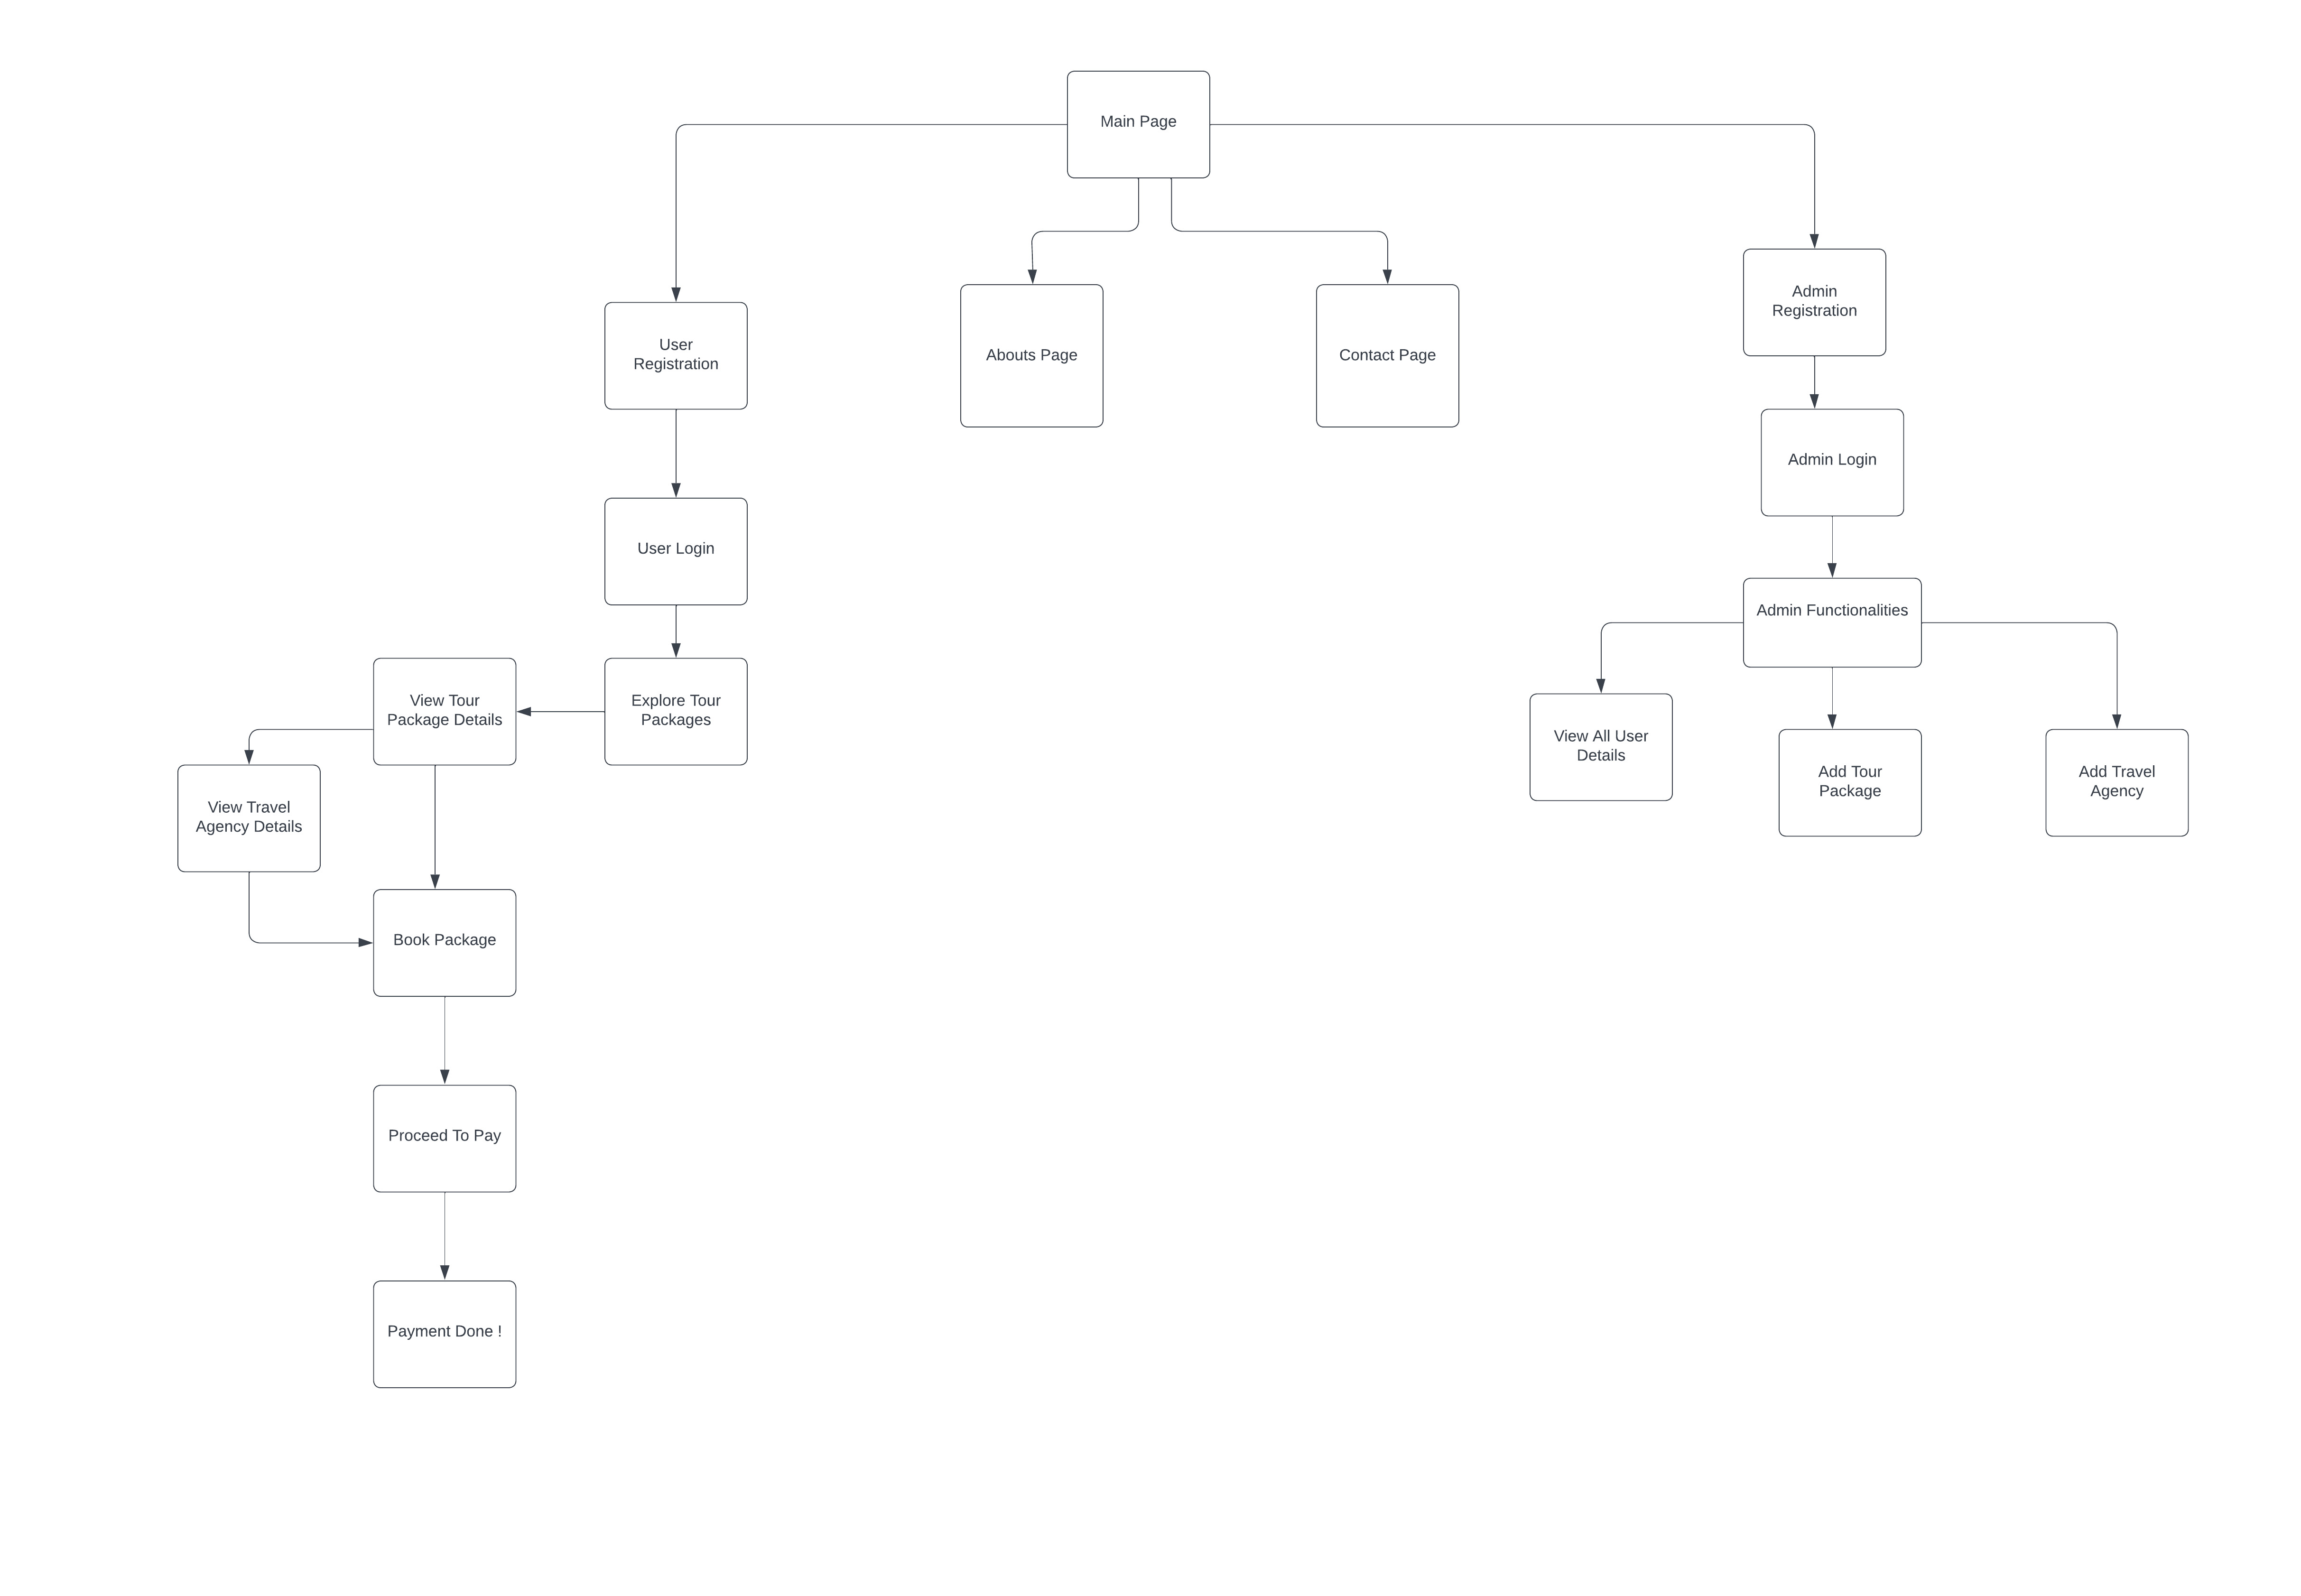 Main Page
User
Registration
Abouts Page
Contact Page
Admin
Registration
Admin Login
User Login
Admin Functionalities
View Tour
Package Details
Explore Tour
Packages
View All User
Details
Add Tour
Package
Add Travel
Agency
View Travel
Agency Details
Book Package
Proceed To Pay
Payment Done !